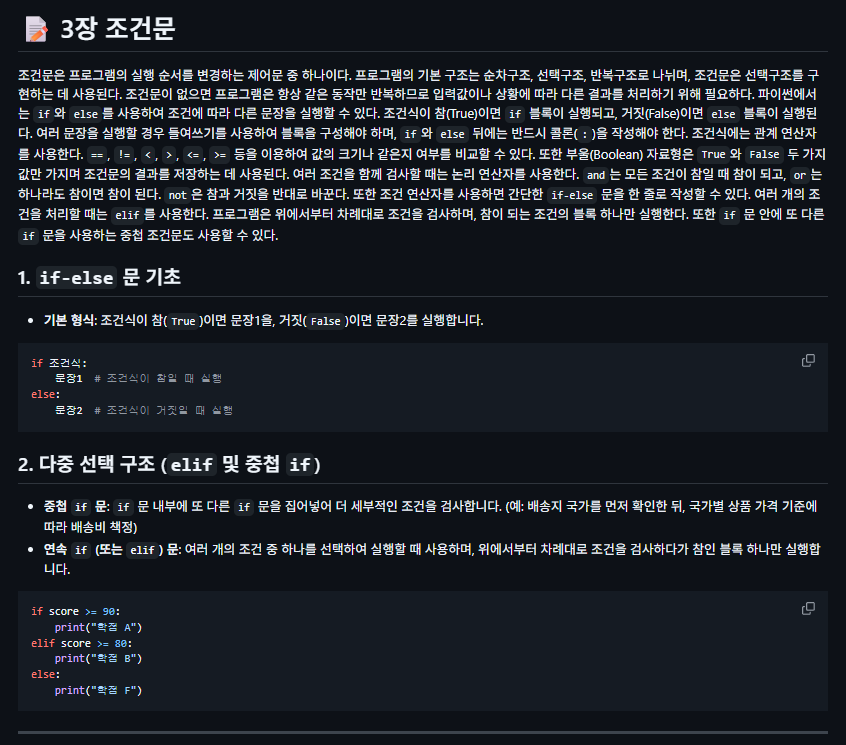 📝 3장 조건문
조건문은 프로그램의 실행 순서를 변경하는 제어문 중 하나이다. 프로그램의 기본 구조는 순차구조, 선택구조, 반복구조로 나뉘며, 조건문은 선택구조를 구
현하는 데 사용된다. 조건문이 없으면 프로그램은 항상 같은 동작만 반복하므로 입력값이나 상황에 따라 다른 결과를 처리하기 위해 필요하다. 파이썬에서
는 if 와 else 를 사용하여 조건에 따라 다른 문장을 실행할 수 있다. 조건식이 참(True)이면 if 블록이 실행되고, 거짓(False)이면 else 블록이 실행된
다. 여러 문장을 실행할 경우 들여쓰기를 사용하여 블록을 구성해야 하며, if 와 else 뒤에는 반드시 콜론( : )을 작성해야 한다. 조건식에는 관계 연산자
를 사용한다. == , != , < , > , <= , >= 등을 이용하여 값의 크기나 같은지 여부를 비교할 수 있다. 또한 부울(Boolean) 자료형은 True 와 False 두 가지
값만 가지며 조건문의 결과를 저장하는 데 사용된다. 여러 조건을 함께 검사할 때는 논리 연산자를 사용한다. and 는 모든 조건이 참일 때 참이 되고, or 는
하나라도 참이면 참이 된다. not 은 참과 거짓을 반대로 바꾼다. 또한 조건 연산자를 사용하면 간단한 if-else 문을 한 줄로 작성할 수 있다. 여러 개의 조
건을 처리할 때는 elif 를 사용한다. 프로그램은 위에서부터 차례대로 조건을 검사하며, 참이 되는 조건의 블록 하나만 실행한다. 또한 if 문 안에 또 다른
if 문을 사용하는 중첩 조건문도 사용할 수 있다.
1. if-else 문 기초
• 기본 형식: 조건식이 참( True )이면 문장1을, 거짓( False )이면 문장2를 실행합니다.
if 조건식:
    문장1  # 조건식이 참일 때 실행
else:
    문장2  # 조건식이 거짓일 때 실행
2. 다중 선택 구조 ( elif 및 중첩 if )
• 중첩 if 문: if 문 내부에 또 다른 if 문을 집어넣어 더 세부적인 조건을 검사합니다. (예: 배송지 국가를 먼저 확인한 뒤, 국가별 상품 가격 기준에
따라 배송비 책정)
• 연속 if (또는 elif ) 문: 여러 개의 조건 중 하나를 선택하여 실행할 때 사용하며, 위에서부터 차례대로 조건을 검사하다가 참인 블록 하나만 실행합
니다.
if score >= 90:
    print("학점 A")
elif score >= 80:
    print("학점 B")
else:
    print("학점 F")